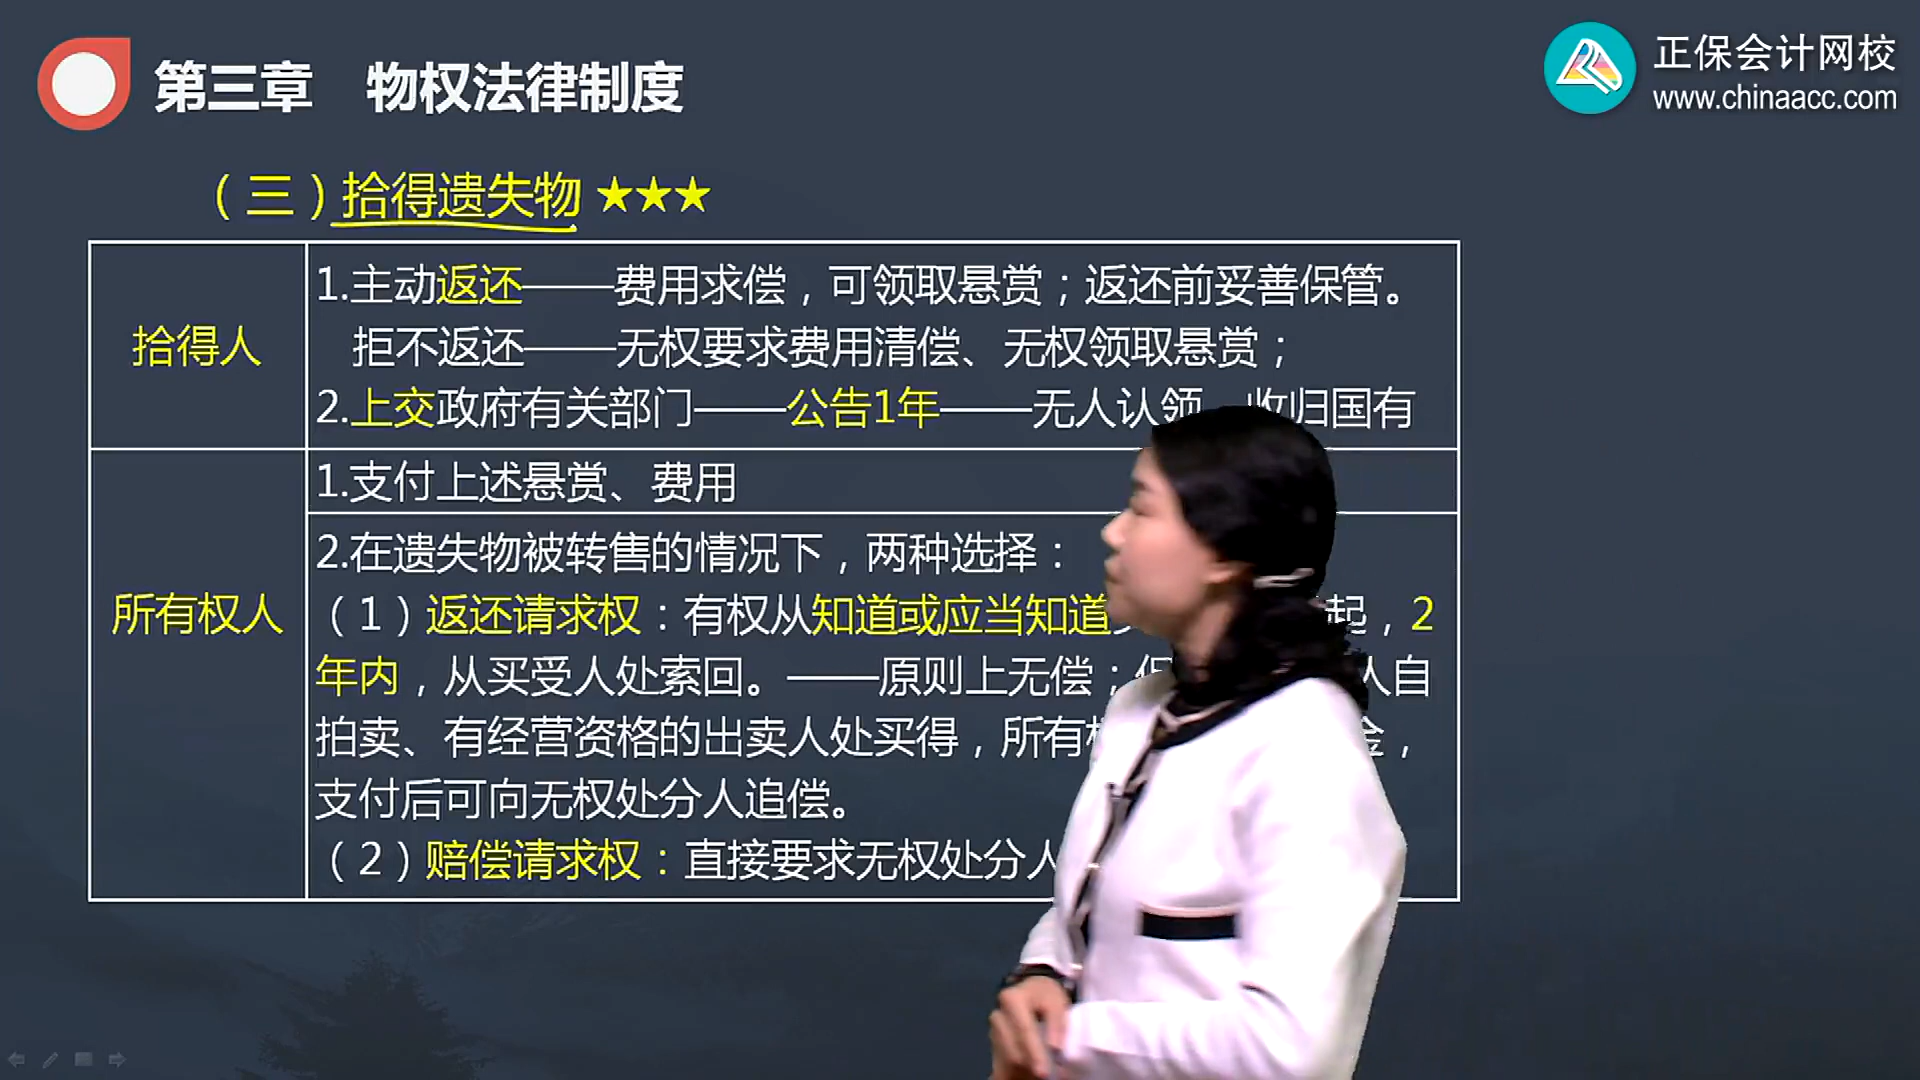 第三章 物权法律制度
正保会计网校
www.chinaacc.com
（三）拾得遗失物 ★★★
拾得人
1.主动返还——费用求偿，可领取悬赏；返还前妥善保管。
拒不返还——无权要求费用清偿、无权领取悬赏；
2.上交政府有关部门——公告1年——无人认领，收归国有
所有权人
1.支付上述悬赏、费用
2.在遗失物被转售的情况下，两种选择：
（1）返还请求权：有权从知道或应当知道 起，2
年内，从买受人处索回。——原则上无偿；但 人自
拍卖、有经营资格的出卖人处买得，所有权 金，
支付后可向无权处分人追偿。
（2）赔偿请求权：直接要求无权处分人